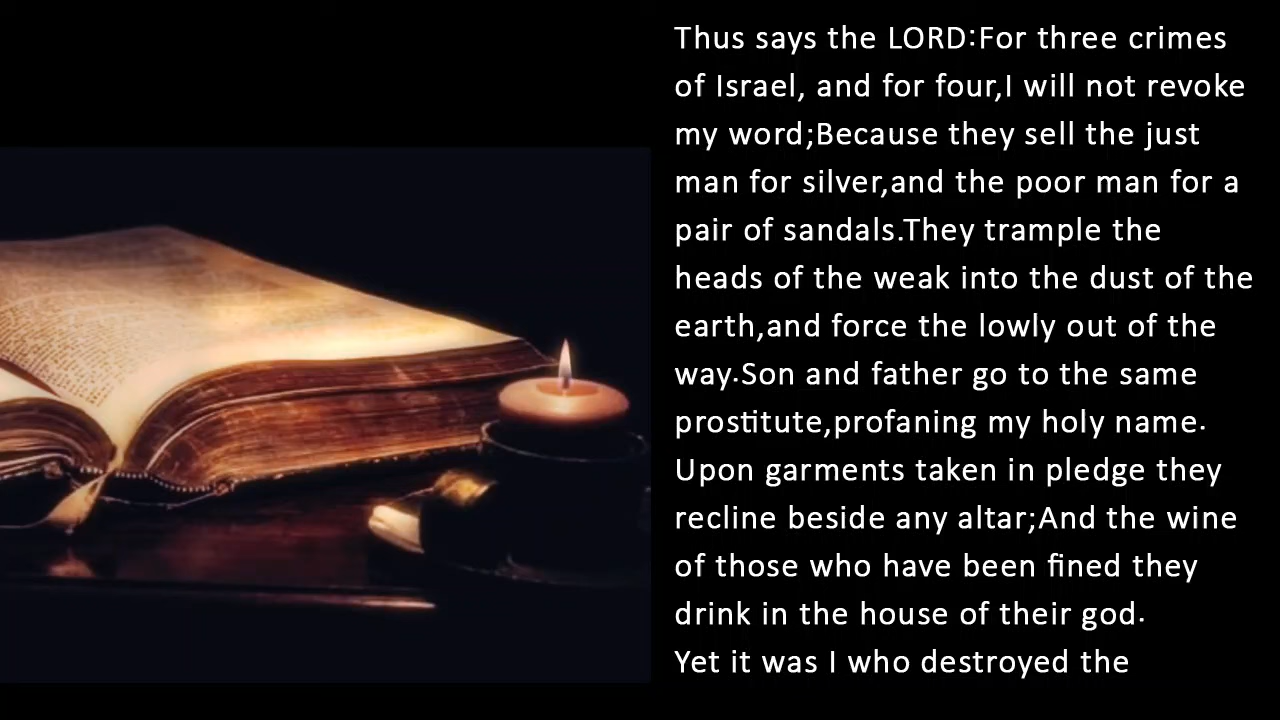 Thus says the LORD:For three crimes
of Israel, and for four,I will not revoke
my word;Because they sell the just
man for silver,and the poor man for a
pair of sandals.They trample the
heads of the weak into the dust of the
earth,and force the lowly out of the
way.Son and father go to the same
prostitute,profaning my holy name.
Upon garments taken in pledge they
recline beside any altar;And the wine
of those who have been fined they
drink in the house of their god.
Yet it was I who destroyed the